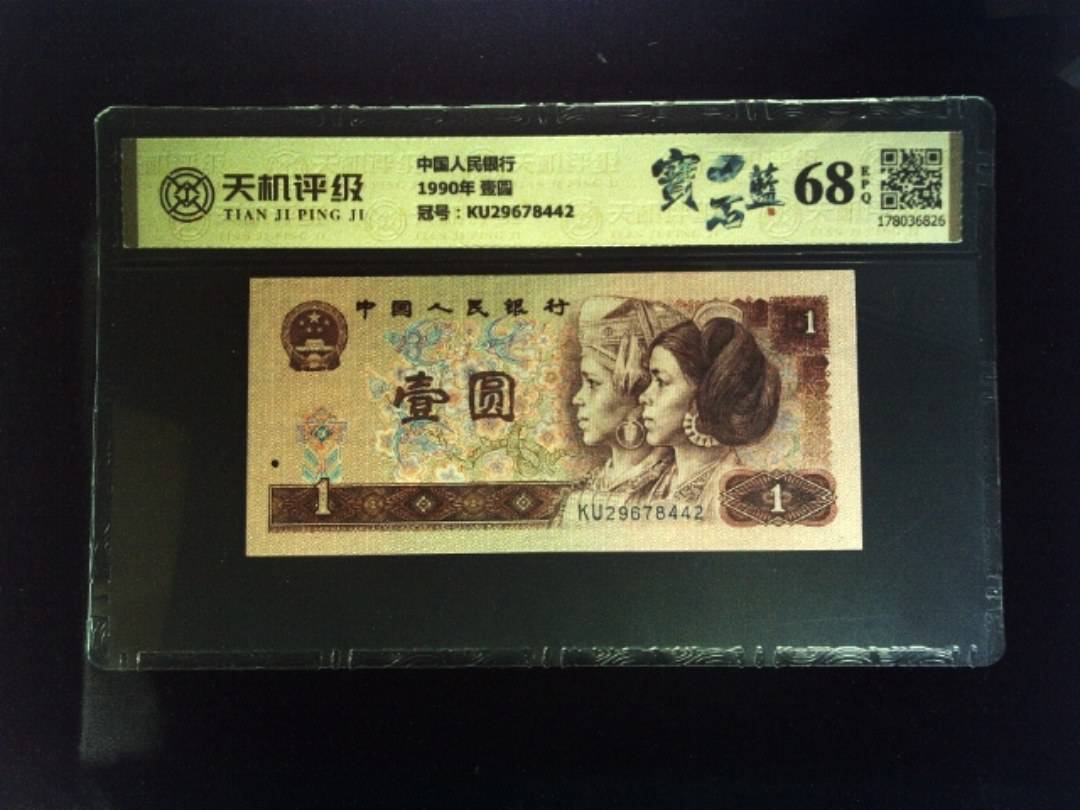 天机评级
TIAN JI PING JI
中国人民银行
1990年 壹圆
冠号：KU29678442
寶石藍
68
EPQ
178036826
中国人民银行
1
壹圆
1
KU29678442
1